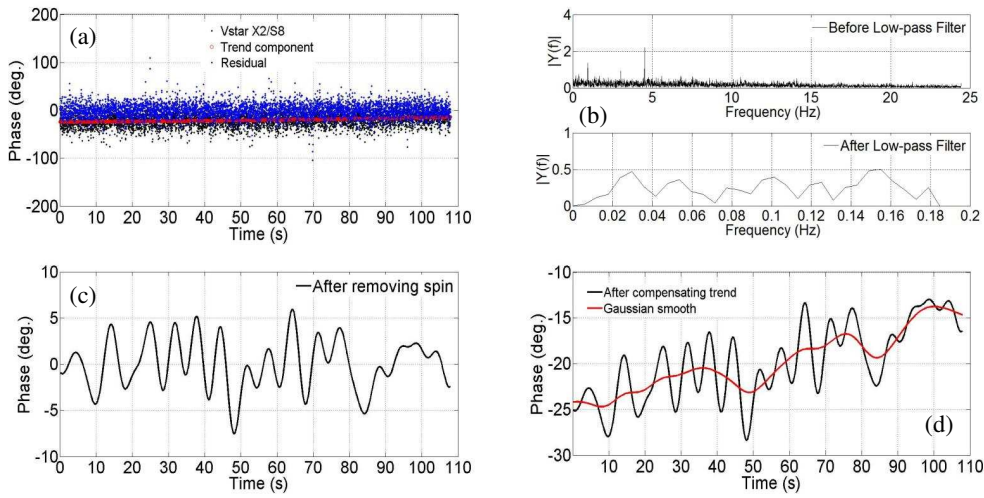 (a)
Vstar X2/S8
Trend component
Residual
Phase (deg.)
200
100
0
-100
-200
0 10 20 30 40 50 60 70 80 90 100 110
Time (s)
(b)
Before Low-pass Filter
|Y(f)|
4
2
0
0 5 10 15 20 25
Frequency (Hz)
After Low-pass Filter
|Y(f)|
1
0.5
0
0 0.02 0.04 0.06 0.08 0.1 0.12 0.14 0.16 0.18 0.2
Frequency (Hz)
(c)
After removing spin
Phase (deg.)
10
5
0
-5
-10
0 10 20 30 40 50 60 70 80 90 100 110
Time (s)
(d)
After compensating trend
Gaussian smooth
Phase (deg.)
-10
-15
-20
-25
-30
10 20 30 40 50 60 70 80 90 100 110
Time (s)